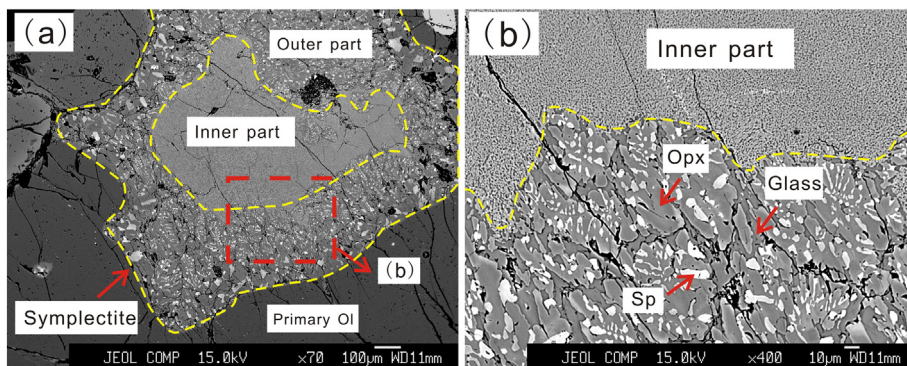 (a)
Outer part
Inner part
(b)
Symplectite
Primary Ol
JEOL COMP 15.0kV ×70 100μm WD11mm
(b)
Inner part
Opx
Glass
Sp
JEOL COMP 15.0kV ×400 10μm WD11mm